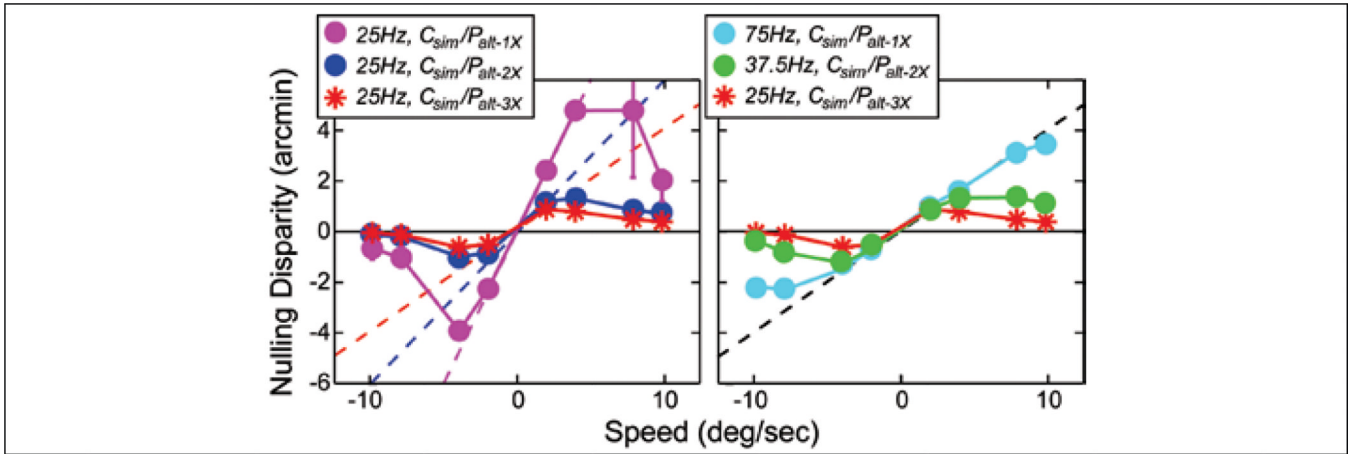 25Hz, Csim/Palt-1X
25Hz, Csim/Palt-2X
25Hz, Csim/Palt-3X
75Hz, Csim/Palt-1X
37.5Hz, Csim/Palt-2X
25Hz, Csim/Palt-3X
Nulling Disparity (arcmin)
4
2
0
-2
-4
-6
-10 0 10
-10 0 10
Speed (deg/sec)